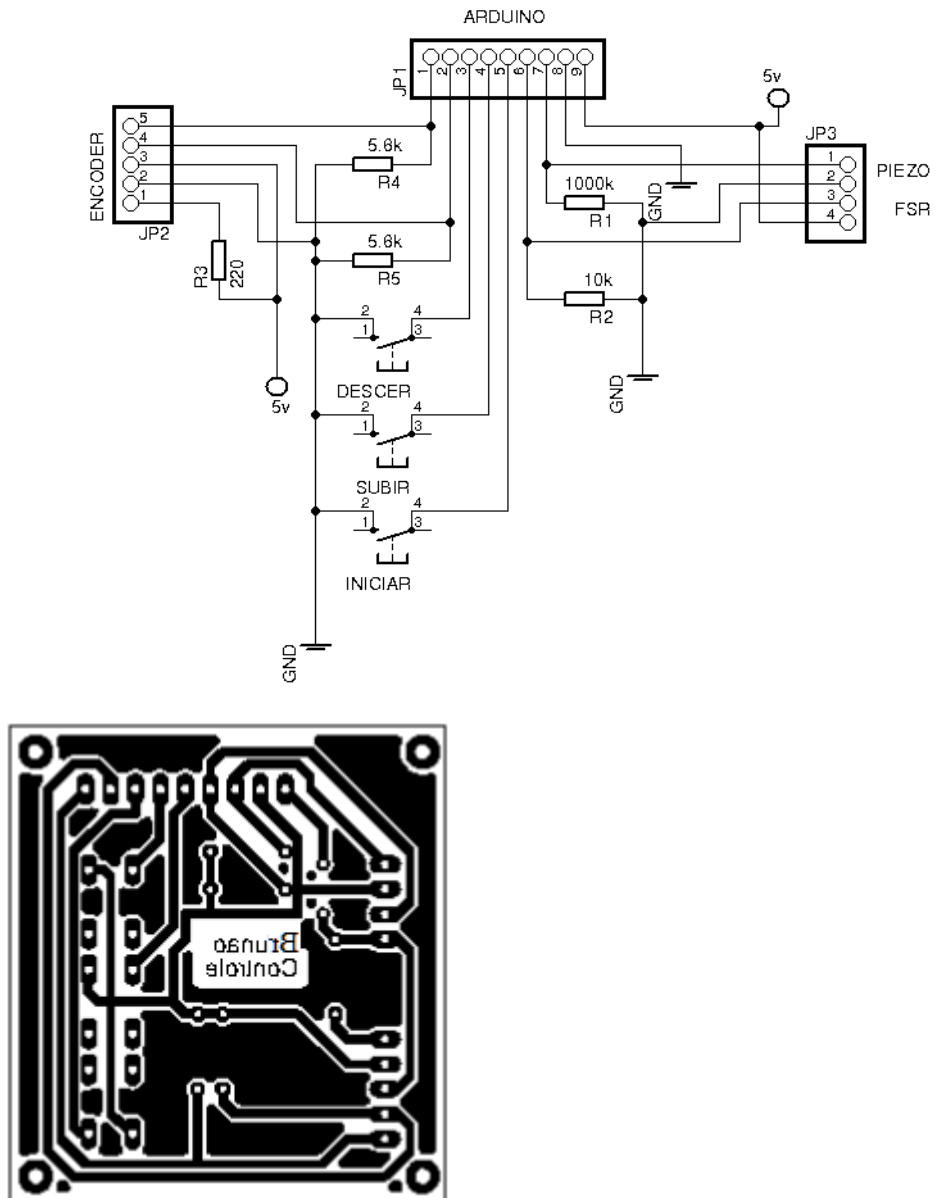 ARDUINO
JP1
1 2 3 4 5 6 7 8 9
5v
ENCODER
5
4
3
2
1
JP2
5.6k
R4
5.6k
R5
R3
220
5v
1000k
R1
GND
10k
R2
GND
JP3
1
2
3
4
PIEZO
FSR
2 4
1 3
DESCER
2 4
1 3
SUBIR
2 4
1 3
INICIAR
GND
Brunao
Controle